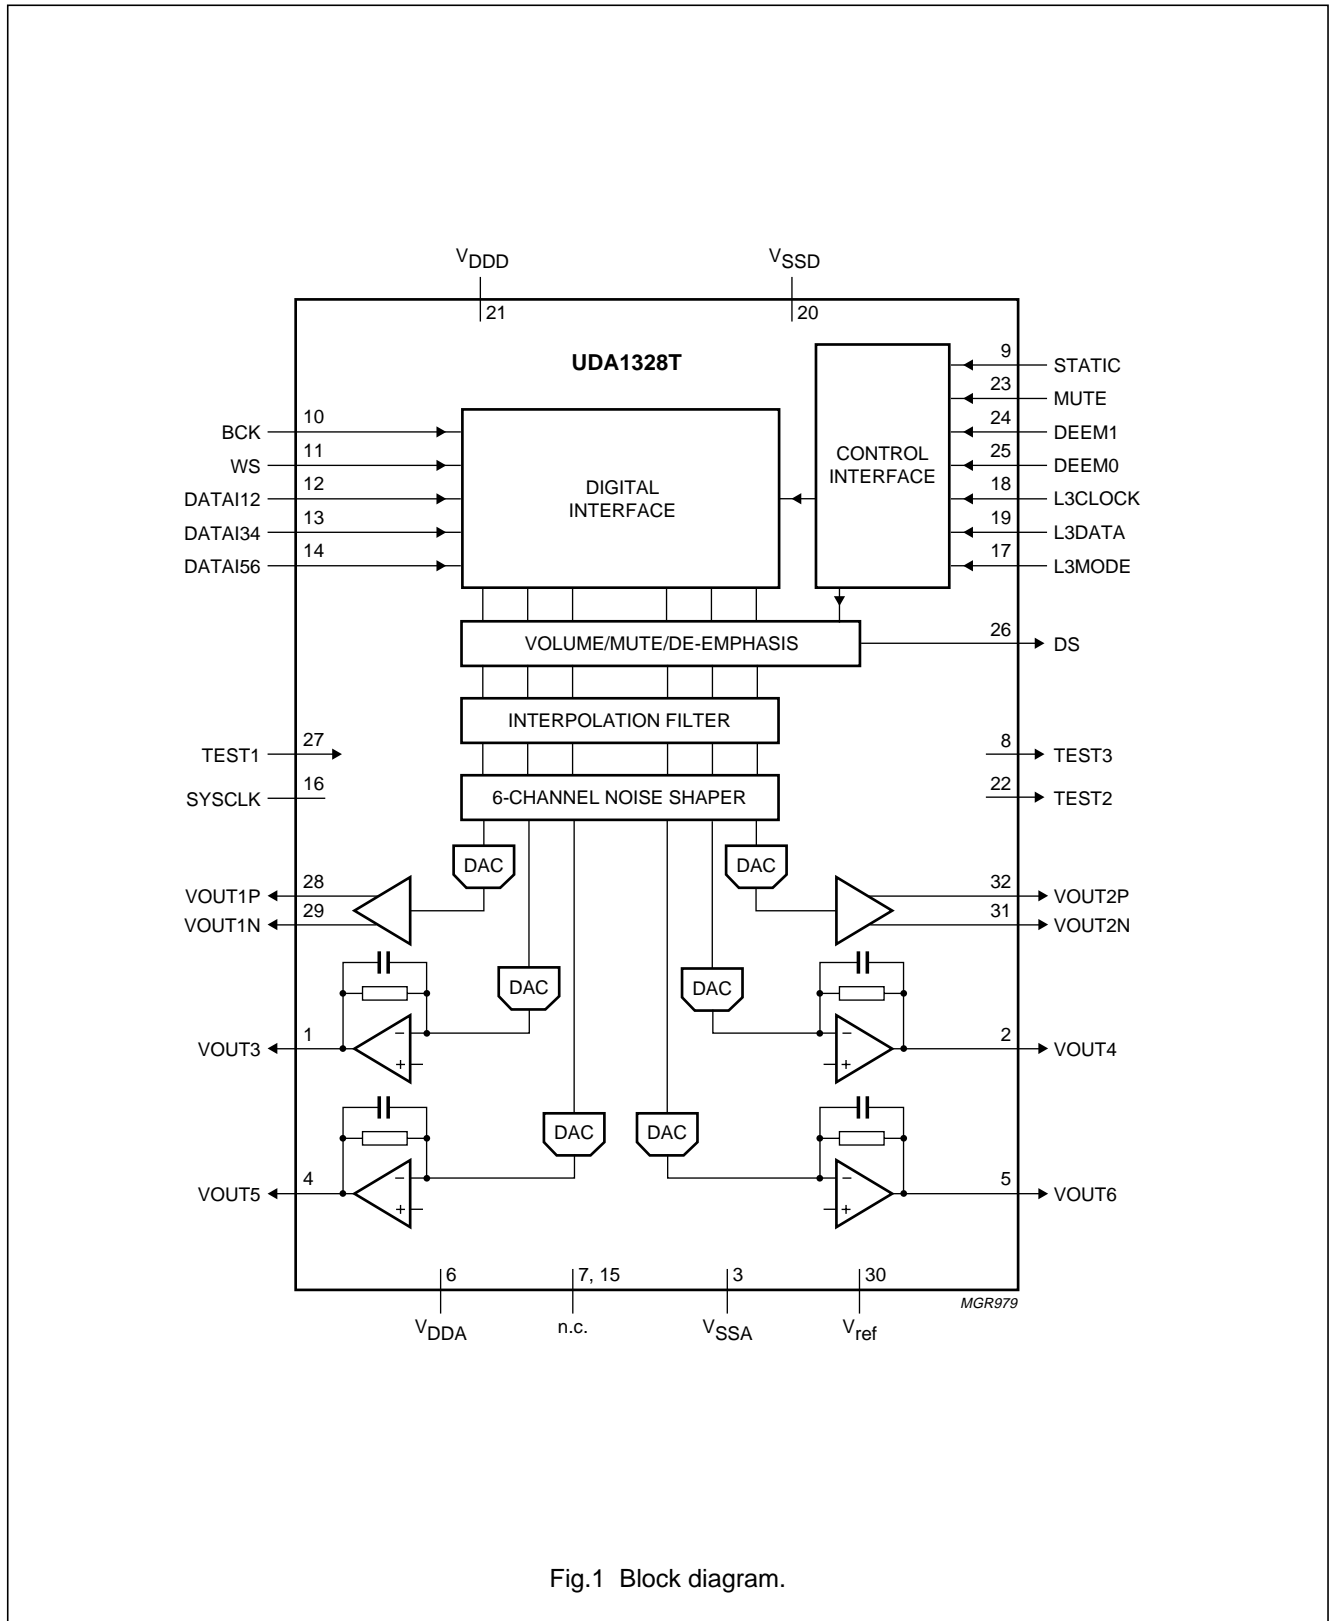 VDDD
VSSD
21
20
UDA1328T
9
STATIC
23
MUTE
10
24
BCK
DEEM1
11
25
WS
DEEM0
12
18
DATAI12
L3CLOCK
13
19
DATAI34
L3DATA
14
17
DATAI56
L3MODE
DIGITAL
INTERFACE
CONTROL
INTERFACE
VOLUME/MUTE/DE-EMPHASIS
26
DS
INTERPOLATION FILTER
27
TEST1
8
TEST3
16
SYSCLK
22
TEST2
6-CHANNEL NOISE SHAPER
DAC
DAC
28
VOUT1P
32
VOUT2P
29
VOUT1N
31
VOUT2N
DAC
DAC
1
VOUT3
−
+
−
+
2
VOUT4
DAC
DAC
4
VOUT5
−
+
−
+
5
VOUT6
6
7, 15
3
30
MGR979
VDDA
n.c.
VSSA
Vref
Fig.1 Block diagram.